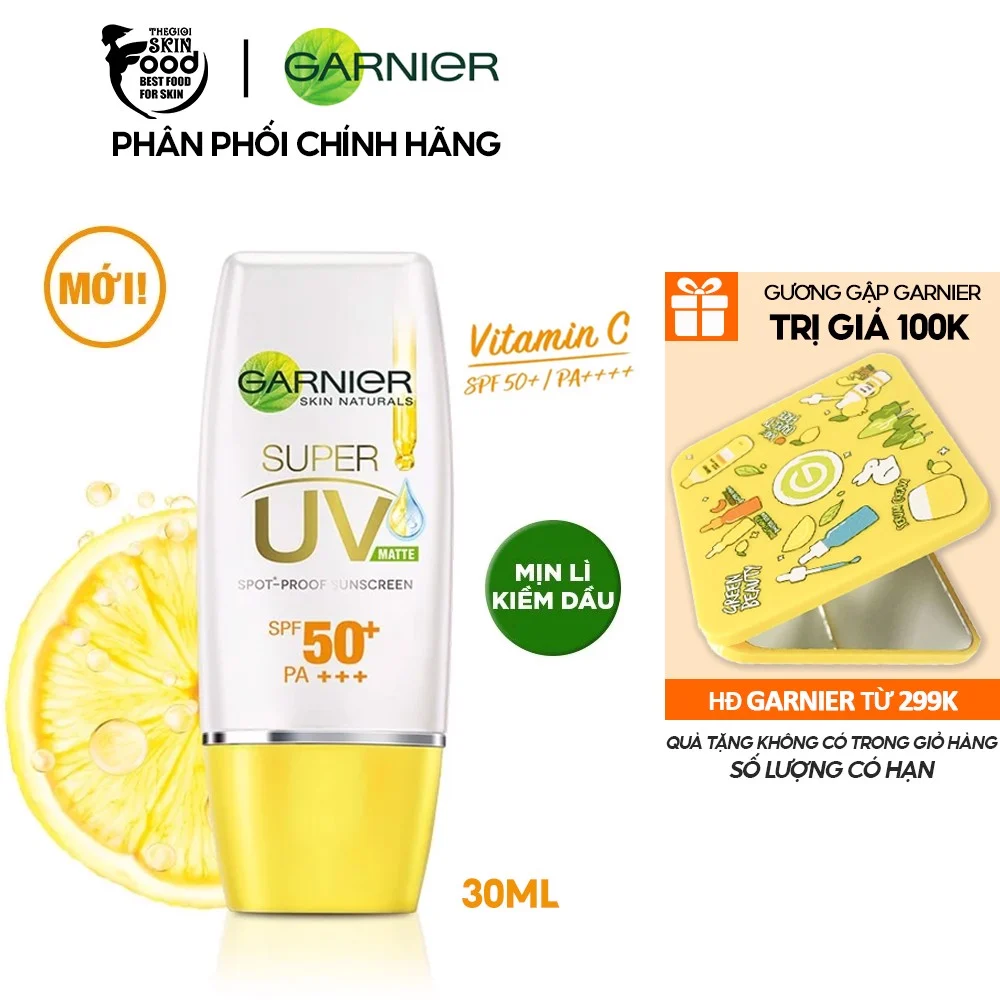 THEGIOI
SKIN
Food
BEST FOOD
FOR SKIN
GARNIER
PHÂN PHỐI CHÍNH HÃNG
MỚI!
GARNIER
SKIN NATURALS
SUPER
UV
MATTE
SPOT-PROOF SUNSCREEN
SPF 50+
PA +++
Vitamin C
SPF 50+ / PA++++
MỊN LÌ
KIỀM DẦU
30ML
GƯƠNG GẬP GARNIER
TRỊ GIÁ 100K
SERUM CREAM
GREEN
BEAUTY
HĐ GARNIER TỪ 299K
QUÀ TẶNG KHÔNG CÓ TRONG GIỎ HÀNG
SỐ LƯỢNG CÓ HẠN